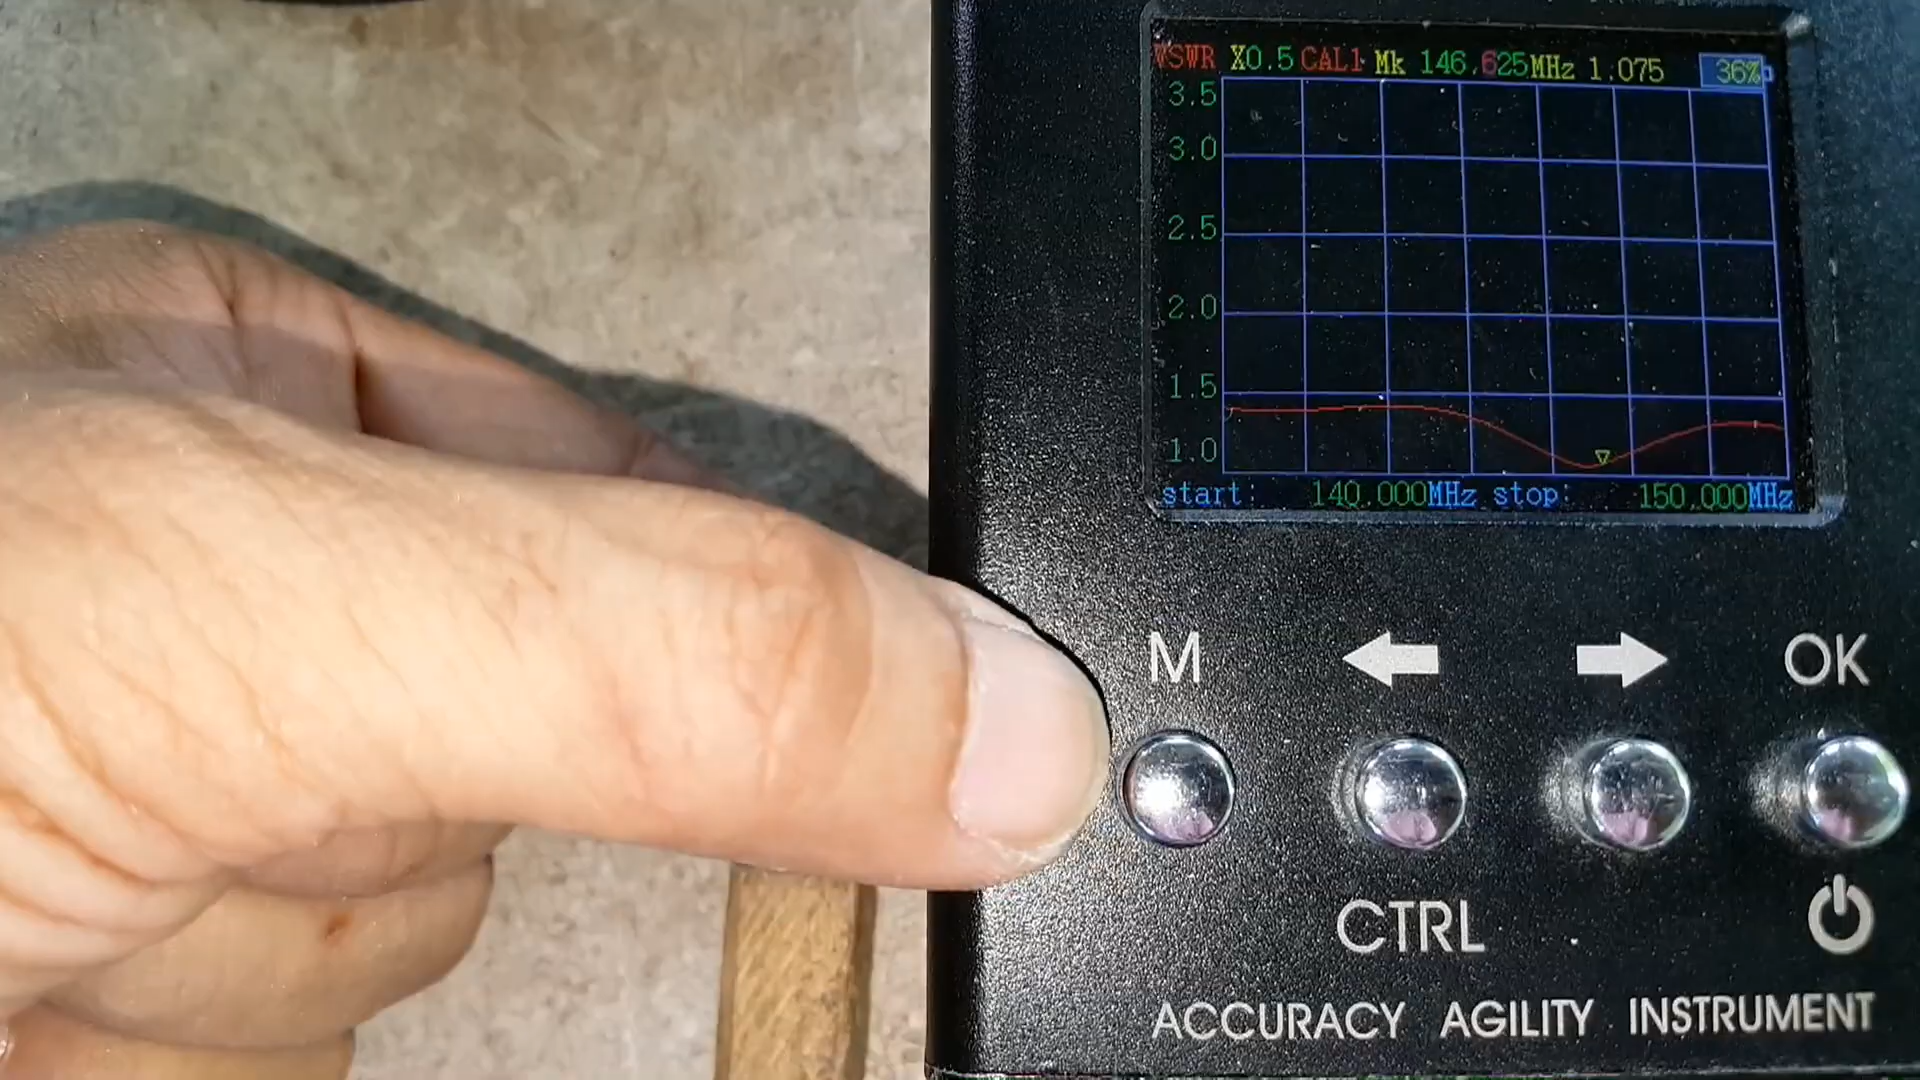 VSWR X0.5 CAL1 Mk 146.625MHz 1.075 36%
3.5
3.0
2.5
2.0
1.5
1.0
start: 140.000MHz stop: 150.000MHz
M OK
CTRL
ACCURACY AGILITY INSTRUMENT